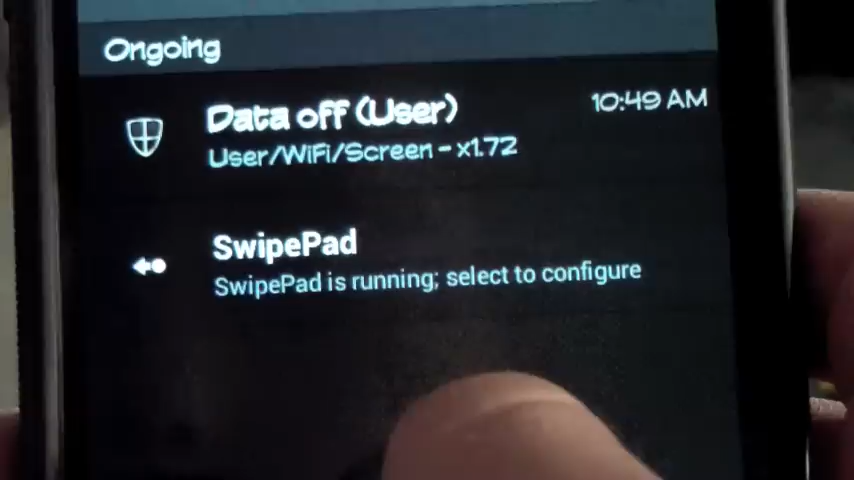 Ongoing
Data off (User)
10:49 AM
User/WiFi/Screen - x1.72
SwipePad
SwipePad is running; select to configure